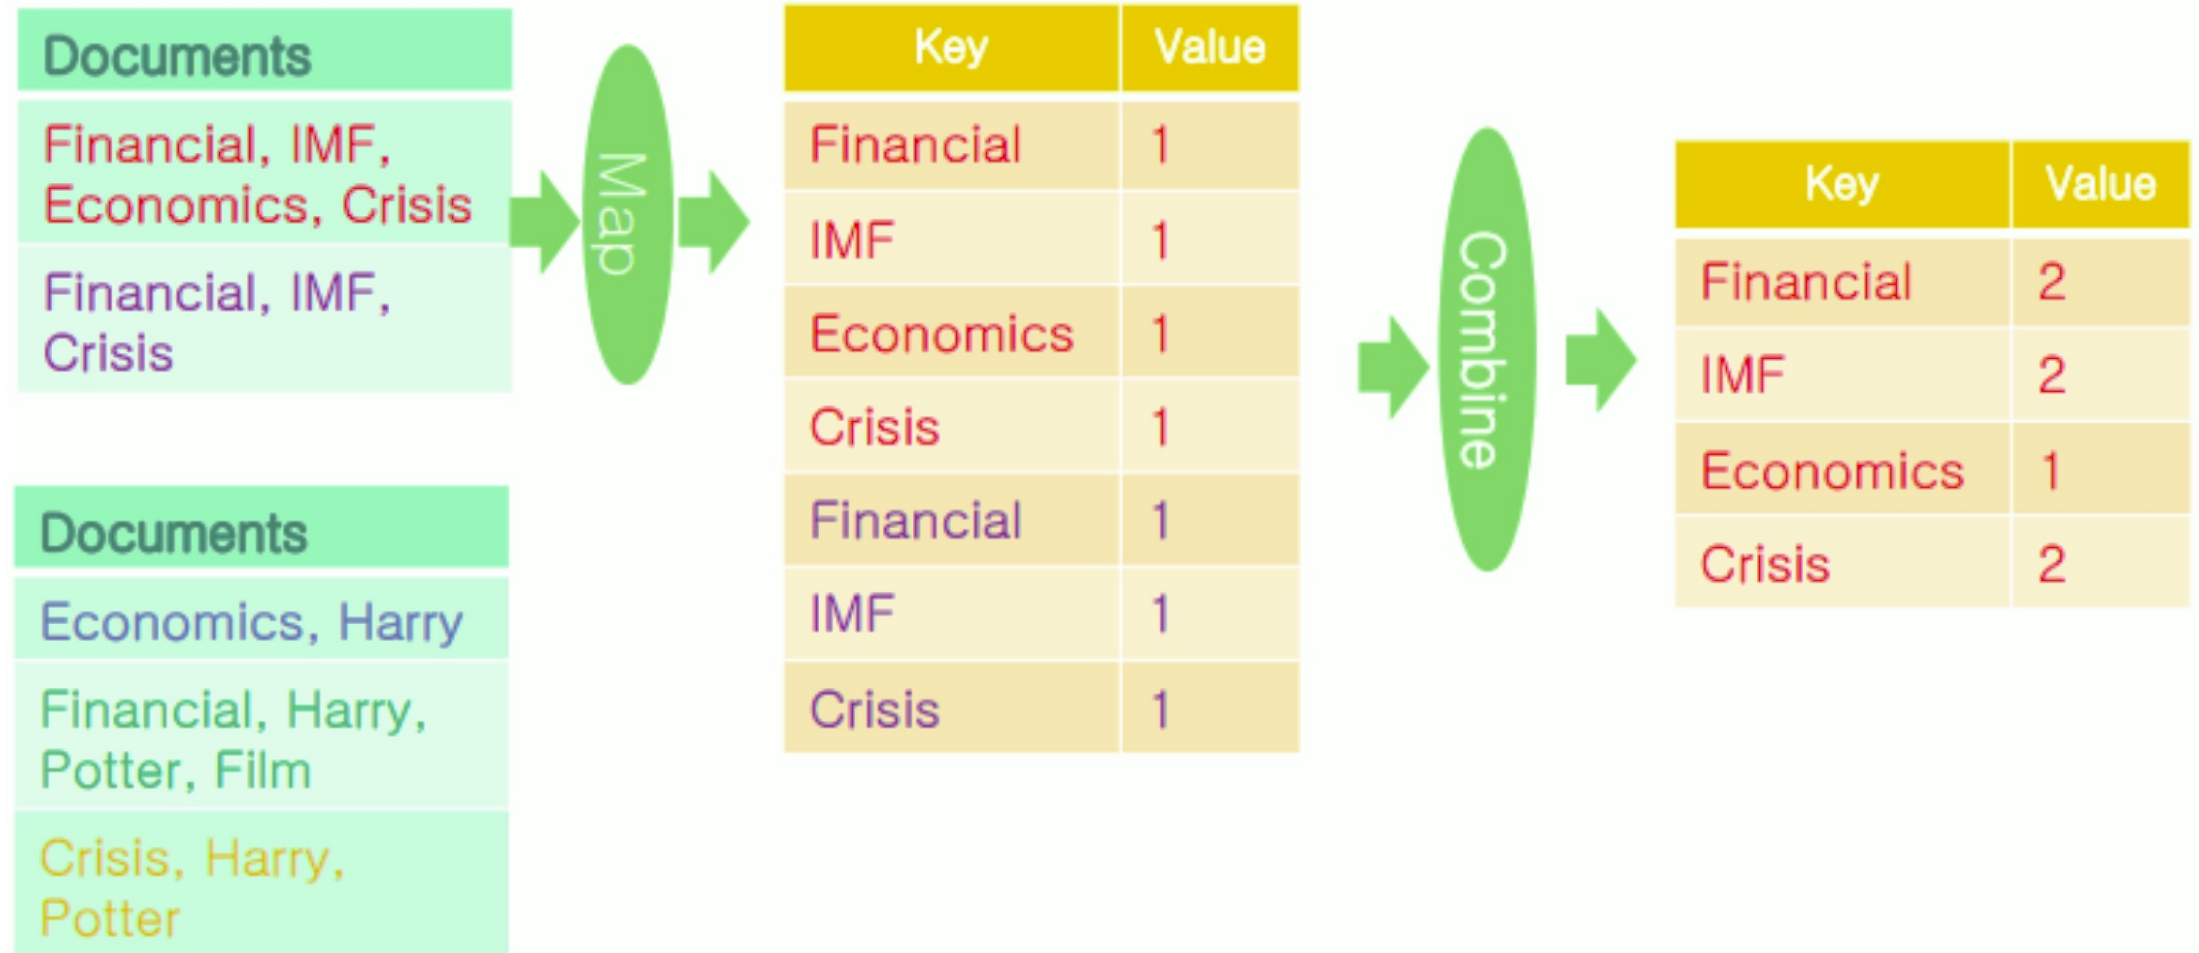 Documents
Financial, IMF,
Economics, Crisis
Financial, IMF,
Crisis
Map
Key Value
Financial 1
IMF 1
Economics 1
Crisis 1
Financial 1
IMF 1
Crisis 1
Combine
Key Value
Financial 2
IMF 2
Economics 1
Crisis 2
Documents
Economics, Harry
Financial, Harry,
Potter, Film
Crisis, Harry,
Potter